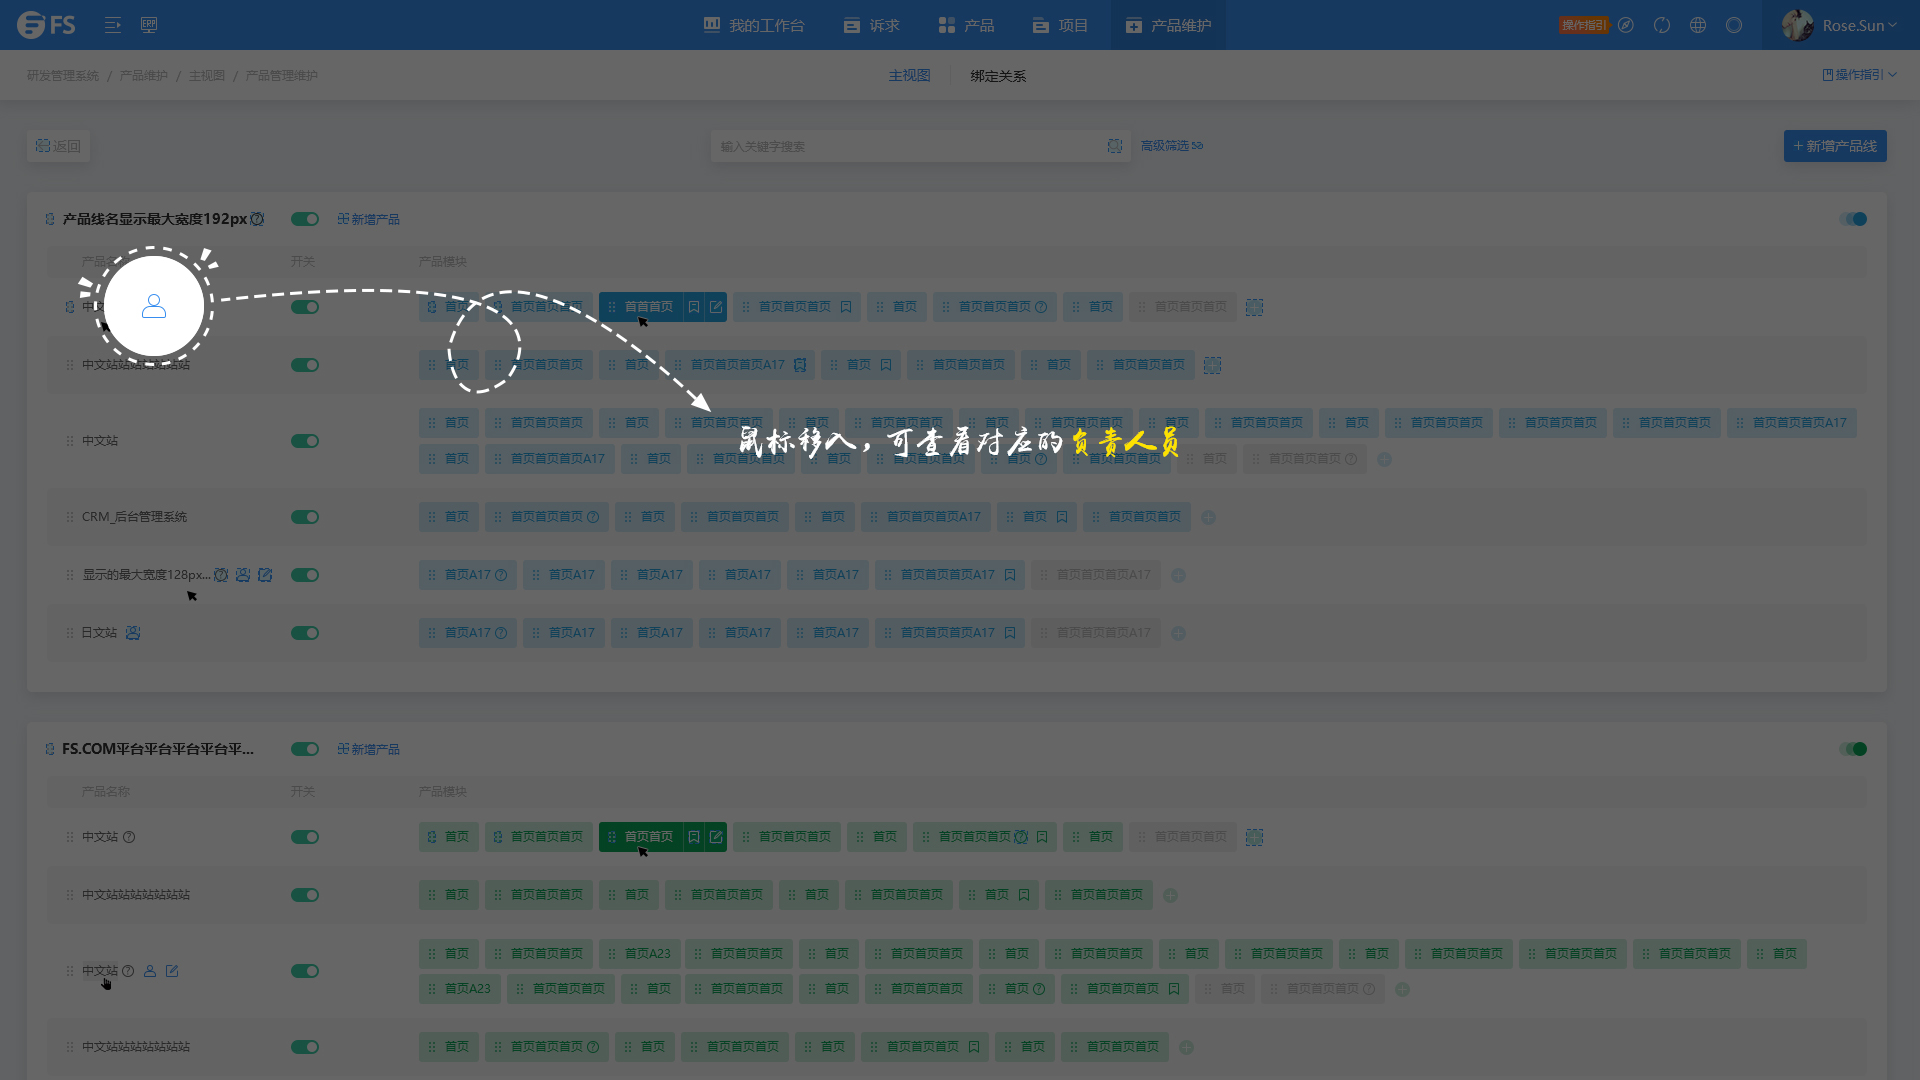 FS
我的工作台
诉求
产品
项目
产品维护
操作指引
Rose.Sun
研发管理系统 / 产品维护 / 主视图 / 产品管理维护
主视图
绑定关系
操作指引
返回
输入关键字搜索
高级筛选
+ 新增产品线
产品线名显示最大宽度192px
新增产品
开关
产品模块
首页 首首首页 首页首页首页 首页 首页首页首页 首页 首页首页首页
中文站站站站站站站
首页 首页首页首页 首页 首页首页首页A17 首页 首页首页首页 首页 首页首页首页
中文站
首页 首页首页首页 首页 首页首页首页 首页 首页首页首页 首页 首页首页首页 首页 首页首页首页 首页 首页首页首页 首页首页首页 首页首页首页 首页首页首页A17
首页 首页首页首页A17 首页 首页首页首页 首页 首页首页首页 首页 首页首页首页 首页 首页首页首页
鼠标移入，可查看对应的负责人员
CRM_后台管理系统
首页 首页首页首页 首页 首页首页首页 首页 首页首页首页A17 首页 首页首页首页
显示的最大宽度128px...
首页A17 首页A17 首页A17 首页A17 首页A17 首页首页首页A17 首页首页首页A17
日文站
首页A17 首页A17 首页A17 首页A17 首页A17 首页首页首页A17 首页首页首页A17
FS.COM平台平台平台平台平...
新增产品
产品名称
开关
产品模块
中文站
首页 首页首页首页 首页首页 首页首页首页 首页 首页首页首页 首页 首页首页首页
中文站站站站站站站
首页 首页首页首页 首页 首页首页首页 首页 首页首页首页 首页 首页首页首页
中文站
首页 首页首页首页 首页A23 首页首页首页 首页 首页首页首页 首页 首页首页首页 首页 首页首页首页 首页 首页首页首页 首页首页首页 首页首页首页 首页
首页A23 首页首页首页 首页 首页首页首页 首页 首页首页首页 首页 首页首页首页 首页 首页首页首页
中文站站站站站站站
首页 首页首页首页 首页 首页首页首页 首页 首页首页首页 首页 首页首页首页